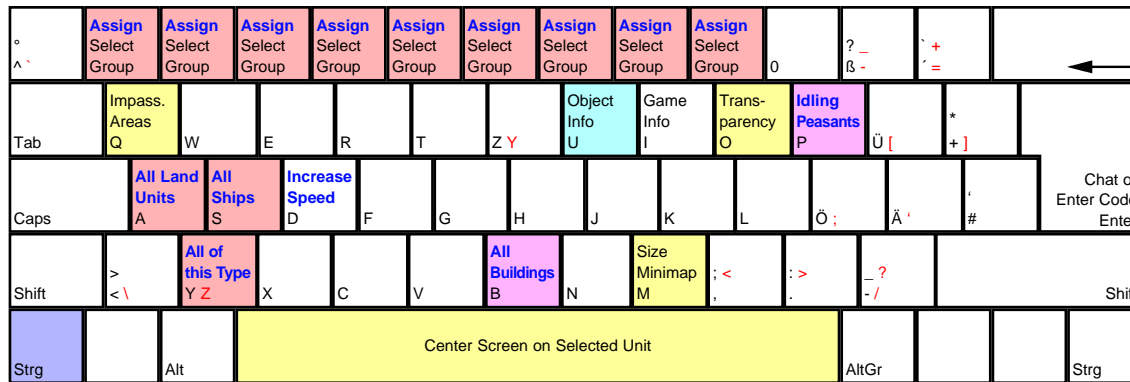 °
^ `
Assign
Select
Group
Assign
Select
Group
Assign
Select
Group
Assign
Select
Group
Assign
Select
Group
Assign
Select
Group
Assign
Select
Group
Assign
Select
Group
Assign
Select
Group
0
? _
ß -
` +
´ =
Tab
Impass.
Areas
Q
W
E
R
T
Z Y
Object
Info
U
Game
Info
I
Trans-
parency
O
Idling
Peasants
P
Ü [
*
+ ]
Caps
All Land
Units
A
All
Ships
S
Increase
Speed
D
F
G
H
J
K
L
Ö ;
Ä ‘
‘
#
Chat o
Enter Code
Ente
Shift
>
< \
All of
this Type
Y Z
X
C
V
All
Buildings
B
N
Size
Minimap
M
; <
,
: >
.
_ ?
- /
Shif
Strg
Alt
Center Screen on Selected Unit
AltGr
Strg